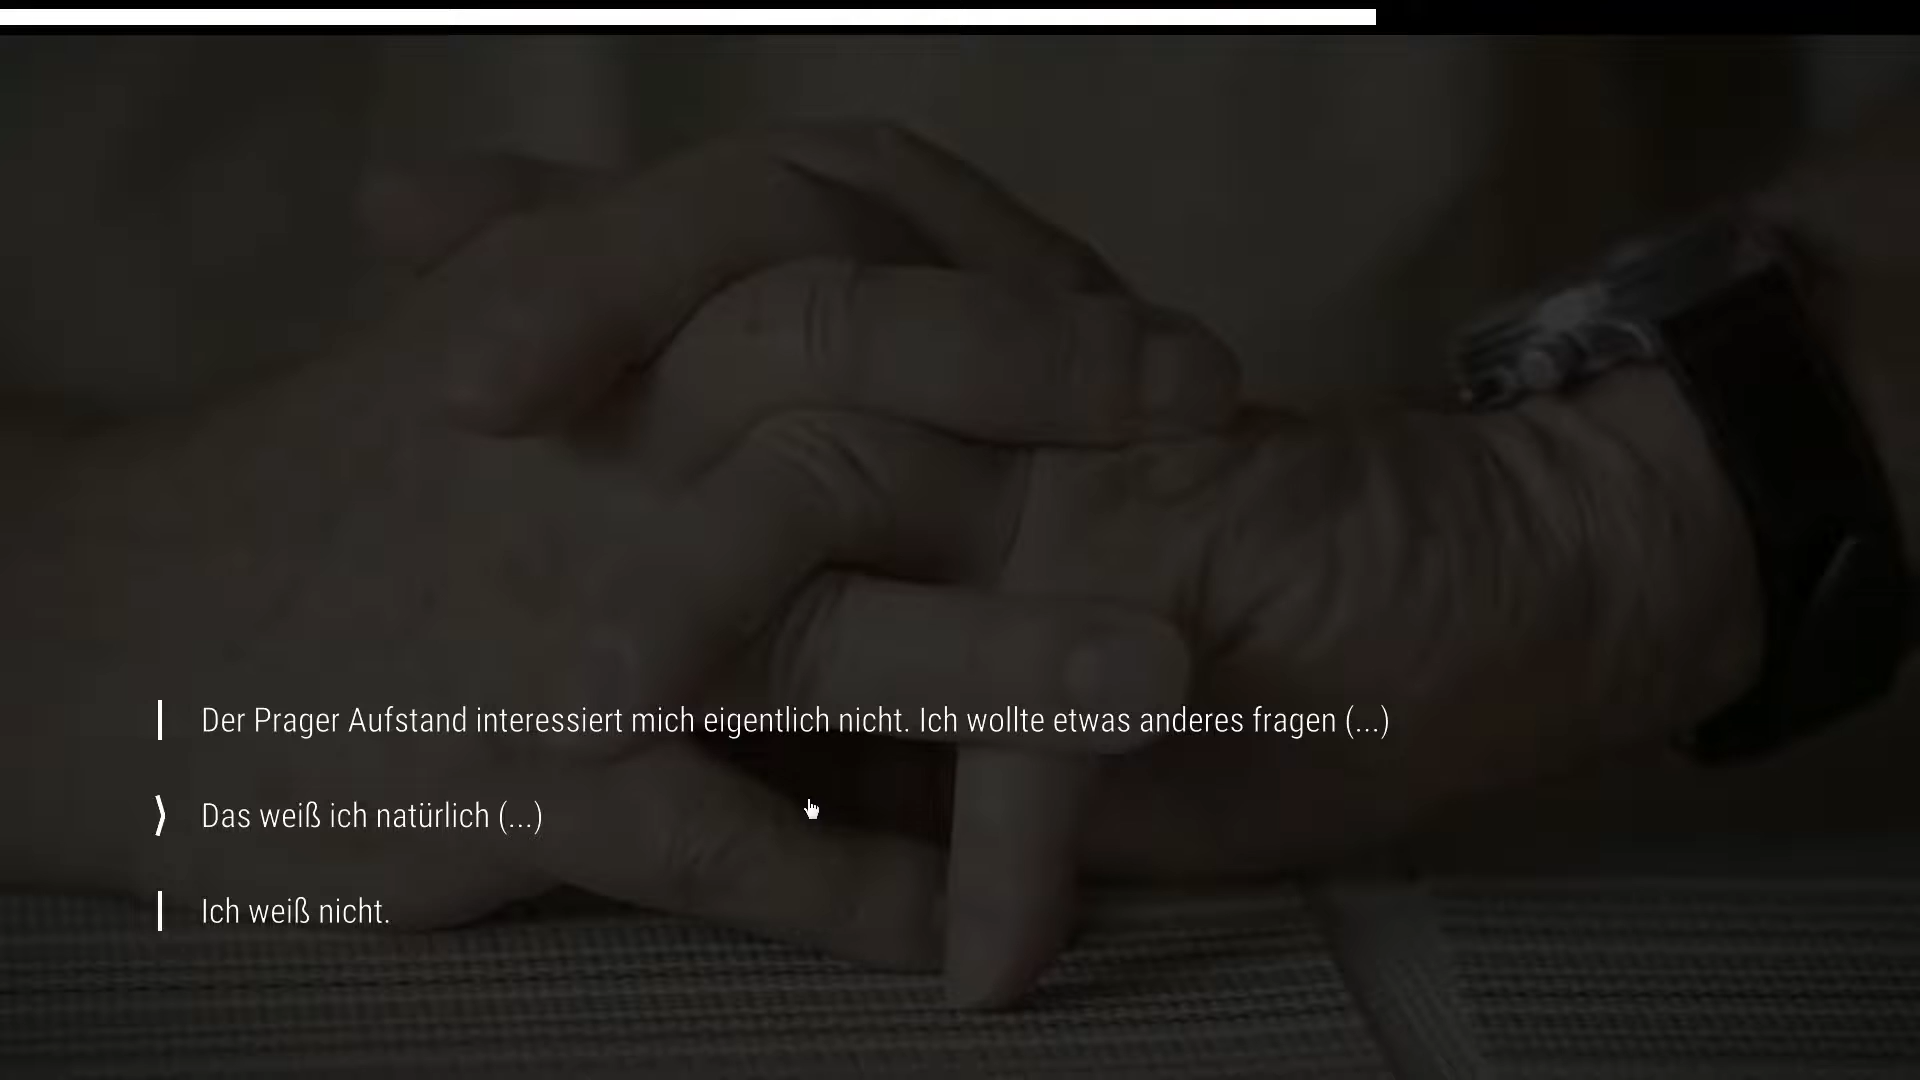 Der Prager Aufstand interessiert mich eigentlich nicht. Ich wollte etwas anderes fragen (...)
Das weiß ich natürlich (...)
Ich weiß nicht.